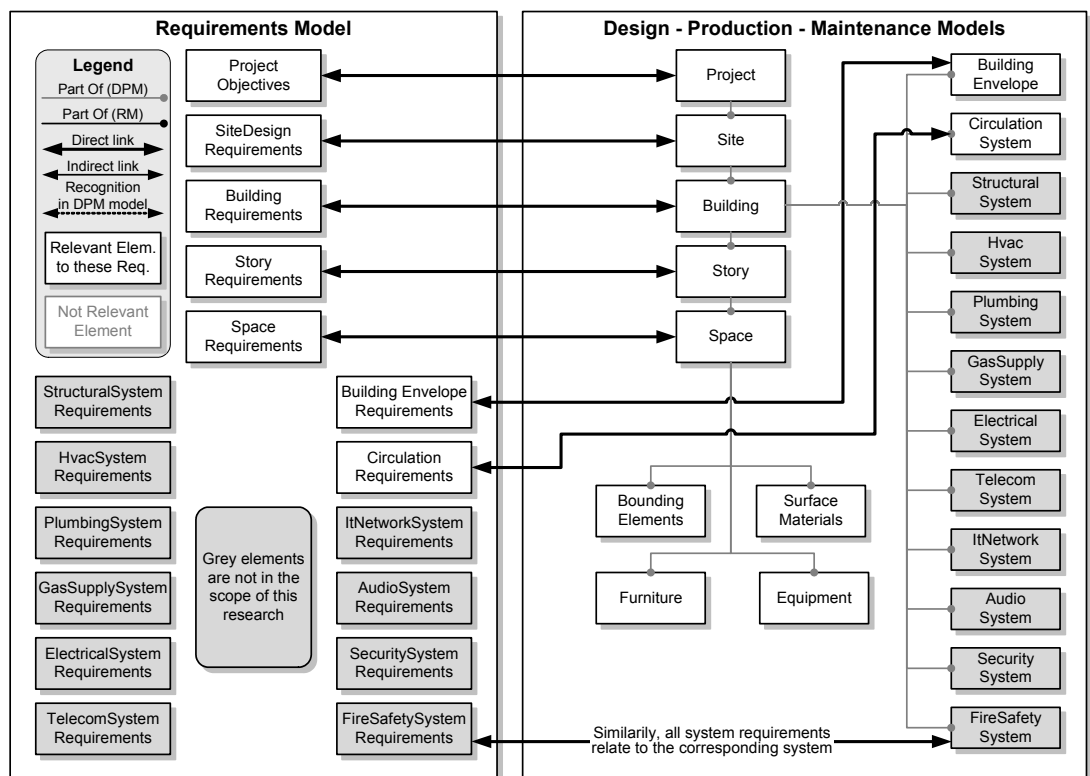 Requirements Model
Legend
Part Of (DPM)
Part Of (RM)
Direct link
Indirect link
Recognition
in DPM model
Relevant Elem.
to these Req.
Not Relevant
Element
Project
Objectives
SiteDesign
Requirements
Building
Requirements
Story
Requirements
Space
Requirements
StructuralSystem
Requirements
HvacSystem
Requirements
PlumbingSystem
Requirements
GasSupplySystem
Requirements
ElectricalSystem
Requirements
TelecomSystem
Requirements
Grey elements
are not in the
scope of this
research
Building Envelope
Requirements
Circulation
Requirements
ItNetworkSystem
Requirements
AudioSystem
Requirements
SecuritySystem
Requirements
FireSafetySystem
Requirements
Design - Production - Maintenance Models
Project
Site
Building
Story
Space
Bounding
Elements
Surface
Materials
Furniture
Equipment
Similarily, all system requirements
relate to the corresponding system
Building
Envelope
Circulation
System
Structural
System
Hvac
System
Plumbing
System
GasSupply
System
Electrical
System
Telecom
System
ItNetwork
System
Audio
System
Security
System
FireSafety
System